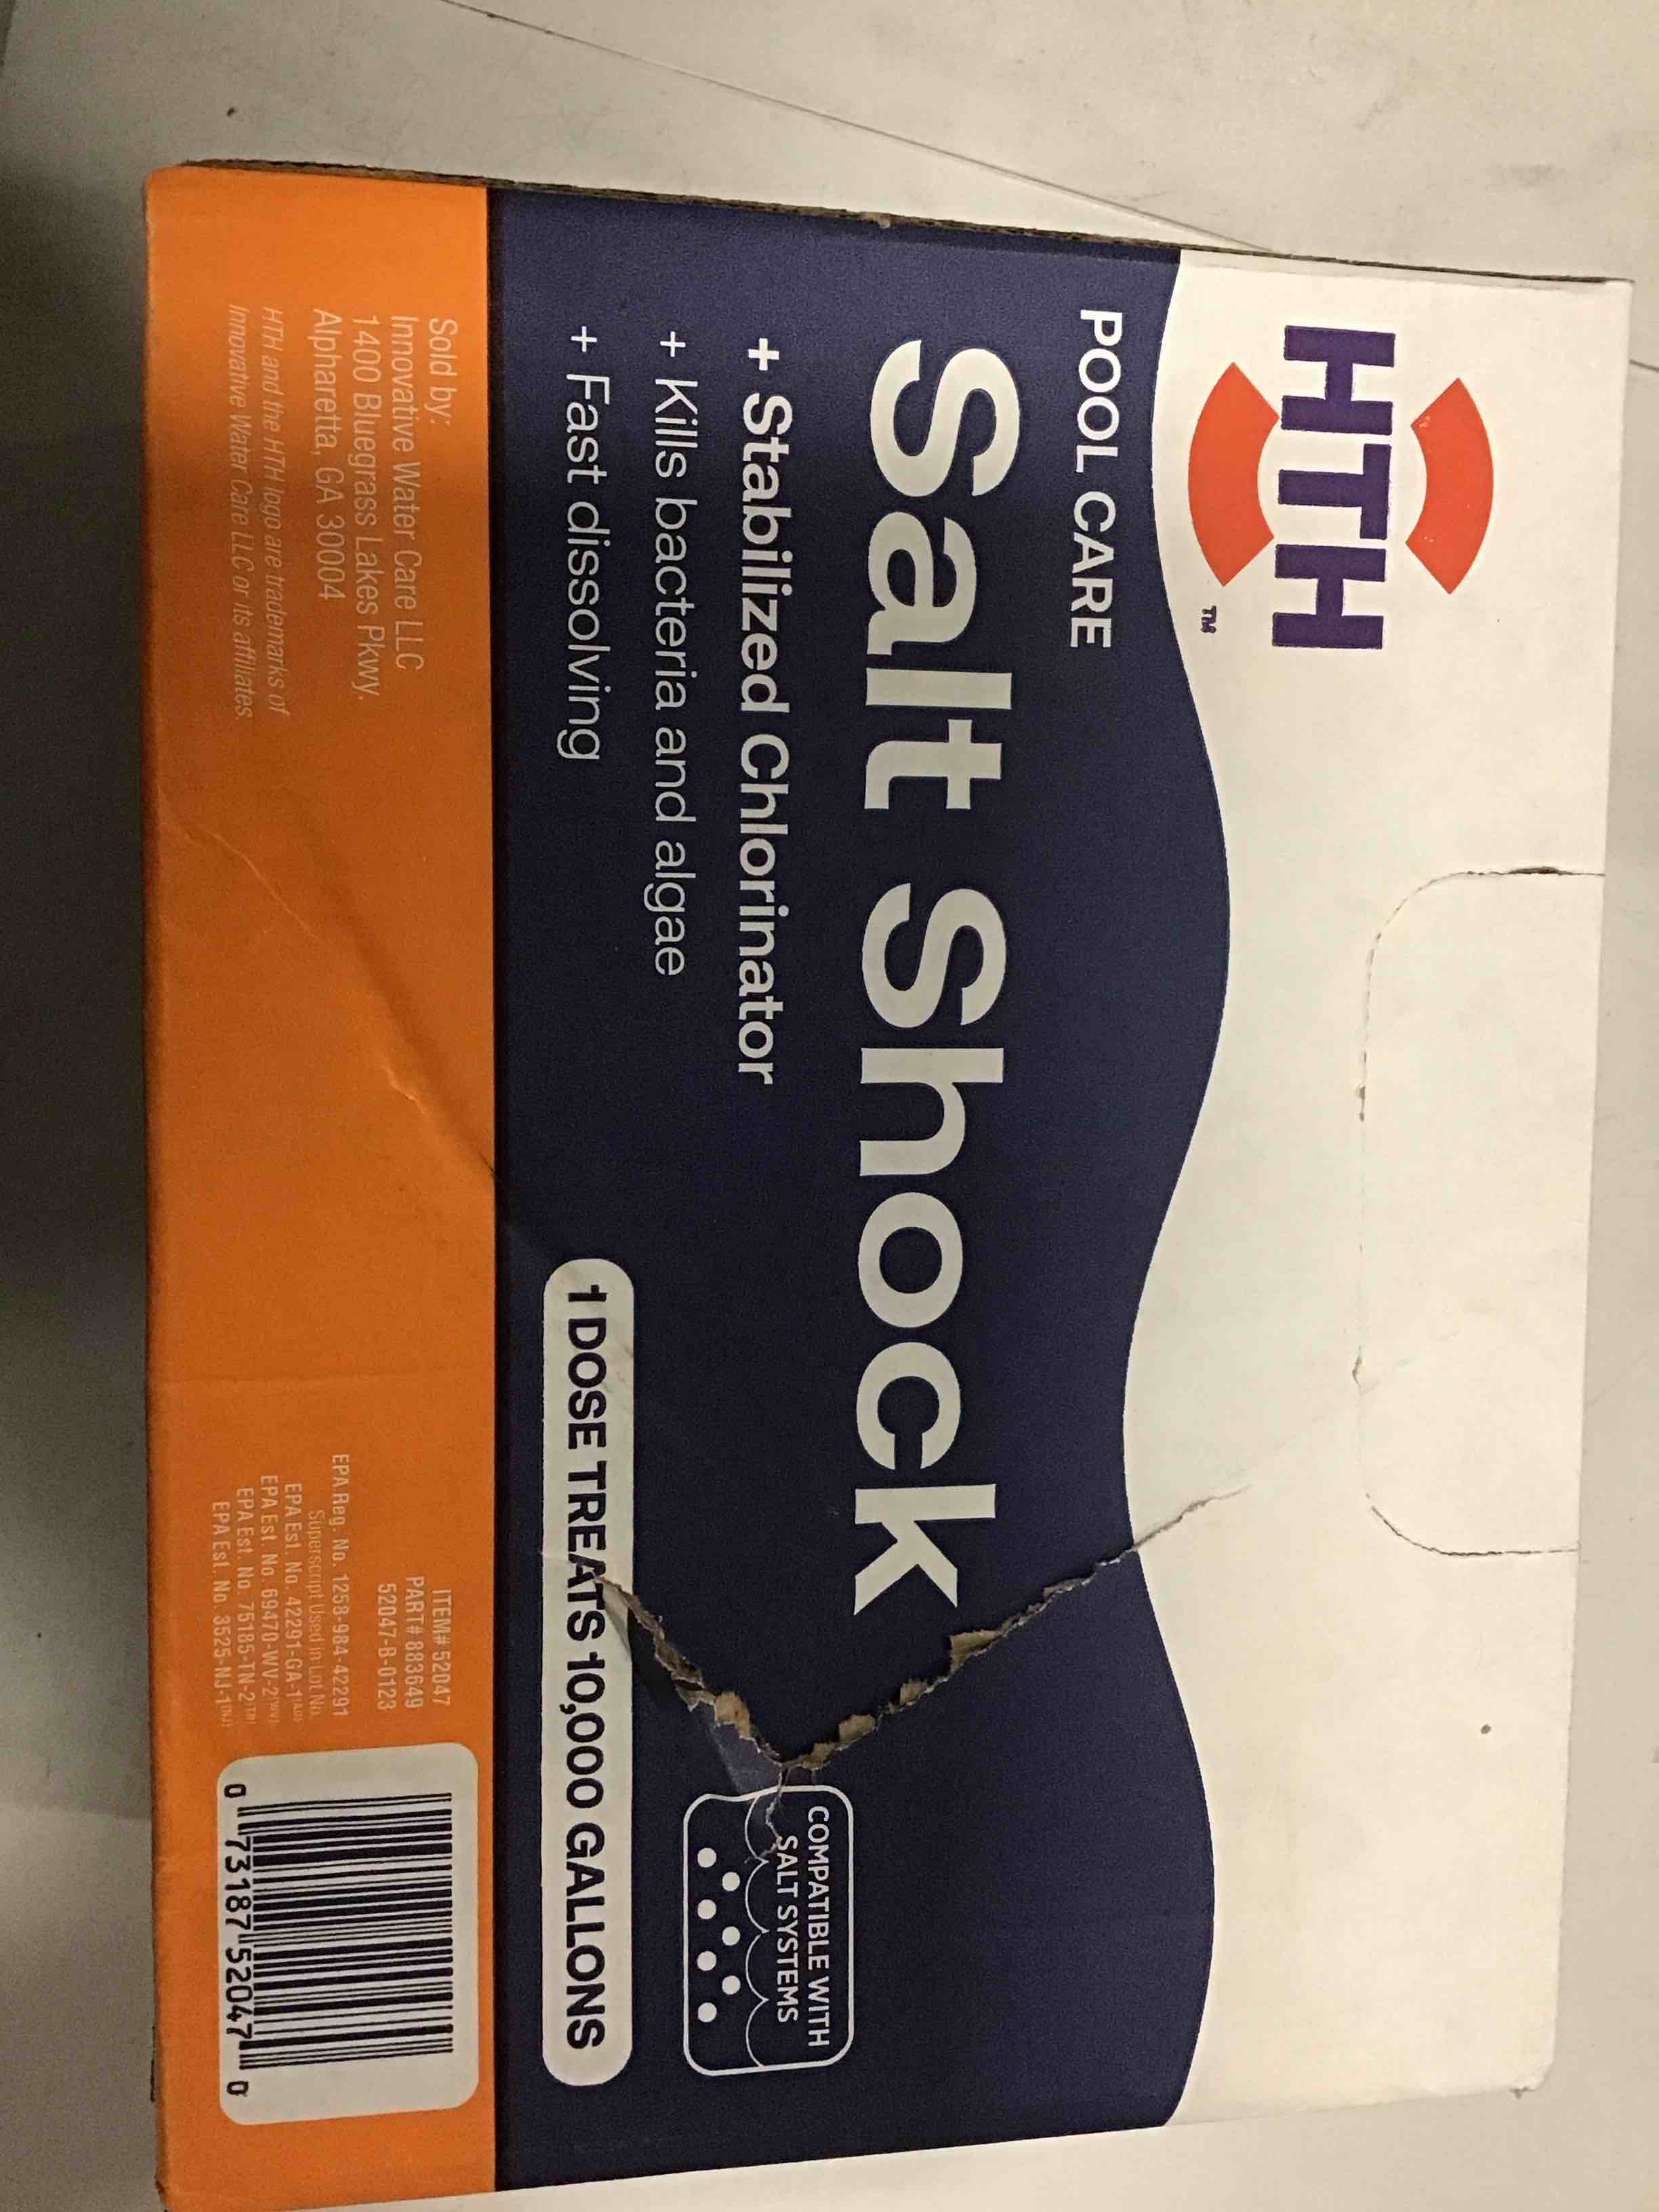 HTH™
POOL CARE
Salt Shock
+ Stabilized Chlorinator
+ Kills bacteria and algae
+ Fast dissolving
COMPATIBLE WITH
SALT SYSTEMS
1 DOSE TREATS 10,000 GALLONS
Sold by:
Innovative Water Care LLC
1400 Bluegrass Lakes Pkwy.
Alpharetta, GA 30004
HTH and the HTH logo are trademarks of
Innovative Water Care LLC or its affiliates.
ITEM# 52047
PART# 883649
52047-B-0123
EPA Reg. No. 1258-984-42291
Superscript Used in Lot No.
EPA Est. No. 42291-GA-1
EPA Est. No. 69470-WV-2(WV)
EPA Est. No. 75185-TN-2(TN)
EPA Est. No. 3525-NJ-1(NJ)
0 73187 52047 0